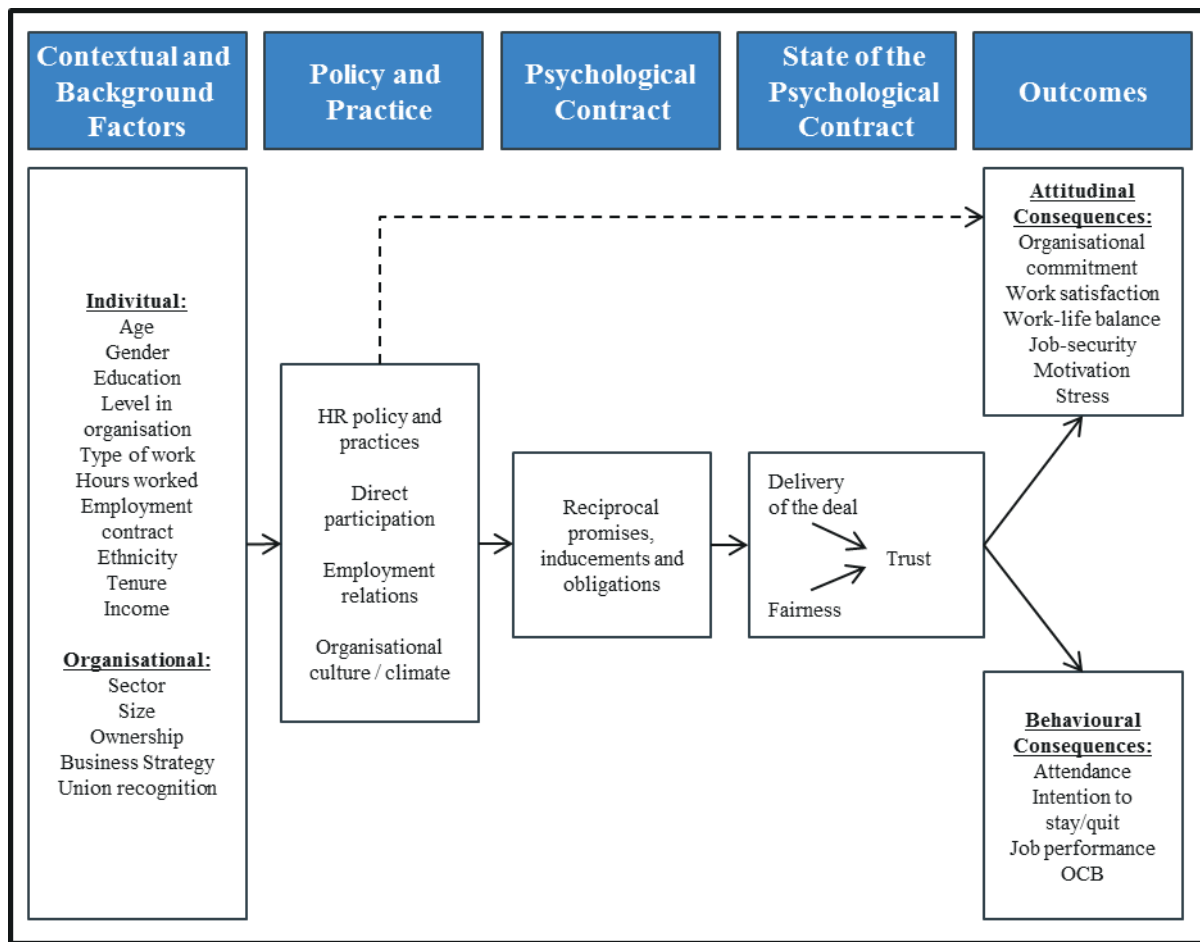 Contextual and
Background
Factors
Policy and
Practice
Psychological
Contract
State of the
Psychological
Contract
Outcomes
Indivitual:
Age
Gender
Education
Level in
organisation
Type of work
Hours worked
Employment
contract
Ethnicity
Tenure
Income
Organisational:
Sector
Size
Ownership
Business Strategy
Union recognition
HR policy and
practices
Direct
participation
Employment
relations
Organisational
culture / climate
Reciprocal
promises,
inducements and
obligations
Delivery
of the deal
Trust
Fairness
Attitudinal
Consequences:
Organisational
commitment
Work satisfaction
Work-life balance
Job-security
Motivation
Stress
Behavioural
Consequences:
Attendance
Intention to
stay/quit
Job performance
OCB